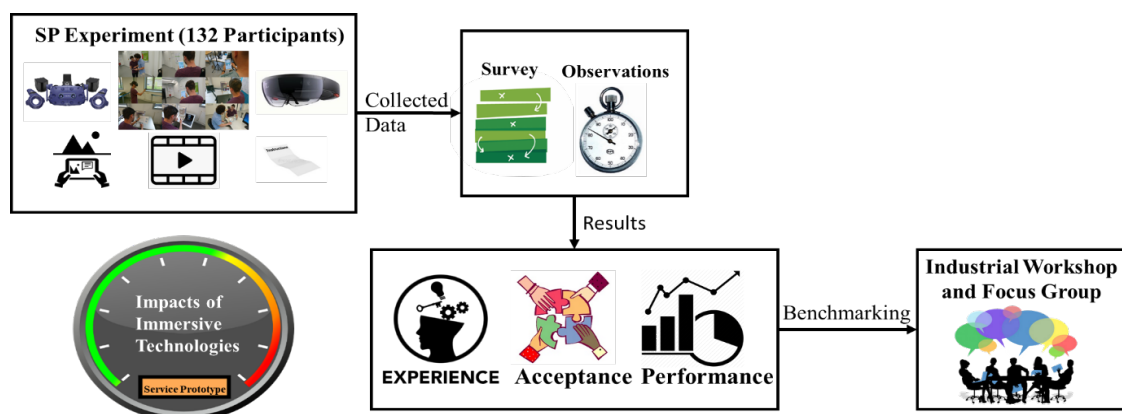 SP Experiment (132 Participants)
Instructions
Collected
Data
Survey
Observations
Results
Impacts of
Immersive
Technologies
Service Prototype
EXPERIENCE
Acceptance
Performance
Benchmarking
Industrial Workshop
and Focus Group